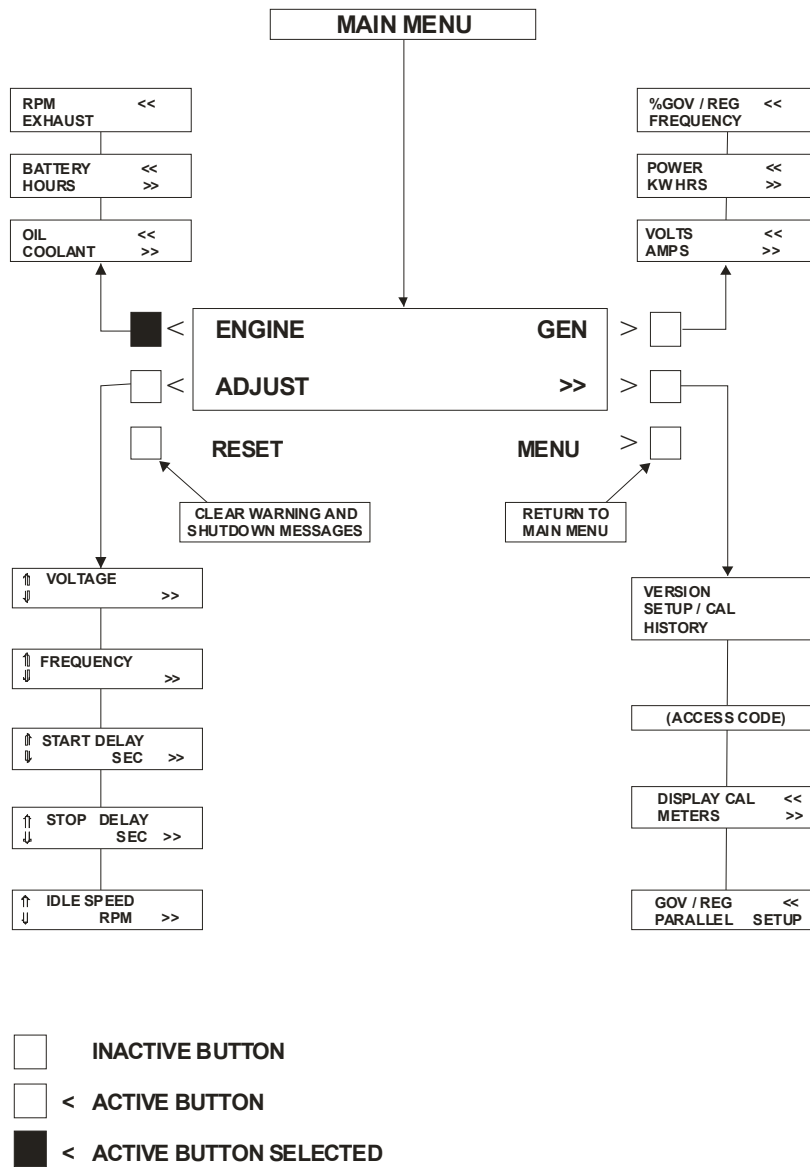 MAIN MENU
RPM <<
EXHAUST
BATTERY <<
HOURS >>
OIL <<
COOLANT >>
%GOV / REG <<
FREQUENCY
POWER <<
KWHRS >>
VOLTS <<
AMPS >>
< ENGINE GEN >
< ADJUST >> >
RESET MENU >
CLEAR WARNING AND
SHUTDOWN MESSAGES
RETURN TO
MAIN MENU
⇑ VOLTAGE
⇓ >>
⇑ FREQUENCY
⇓ >>
⇑ START DELAY
⇓ SEC >>
⇑ STOP DELAY
⇓ SEC >>
⇑ IDLE SPEED
⇓ RPM >>
VERSION
SETUP / CAL
HISTORY
(ACCESS CODE)
DISPLAY CAL <<
METERS >>
GOV / REG <<
PARALLEL SETUP
INACTIVE BUTTON
< ACTIVE BUTTON
< ACTIVE BUTTON SELECTED